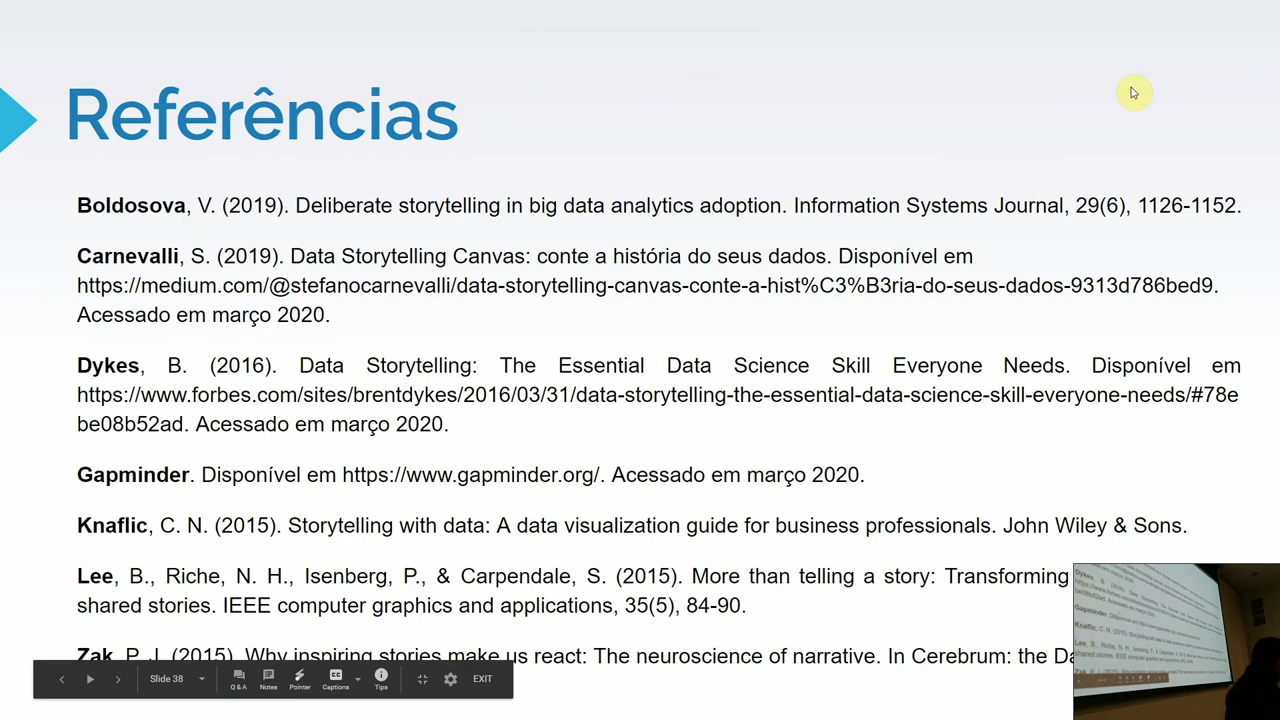 Referências
Boldosova, V. (2019). Deliberate storytelling in big data analytics adoption. Information Systems Journal, 29(6), 1126-1152.
Carnevalli, S. (2019). Data Storytelling Canvas: conte a história do seus dados. Disponível em
https://medium.com/@stefanocarnevalli/data-storytelling-canvas-conte-a-hist%C3%B3ria-do-seus-dados-9313d786bed9.
Acessado em março 2020.
Dykes, B. (2016). Data Storytelling: The Essential Data Science Skill Everyone Needs. Disponível em
https://www.forbes.com/sites/brentdykes/2016/03/31/data-storytelling-the-essential-data-science-skill-everyone-needs/#78e
be08b52ad. Acessado em março 2020.
Gapminder. Disponível em https://www.gapminder.org/. Acessado em março 2020.
Knaflic, C. N. (2015). Storytelling with data: A data visualization guide for business professionals. John Wiley & Sons.
Lee, B., Riche, N. H., Isenberg, P., & Carpendale, S. (2015). More than telling a story: Transforming
shared stories. IEEE computer graphics and applications, 35(5), 84-90.
Zak, P. J. (2015). Why inspiring stories make us react: The neuroscience of narrative. In Cerebrum: the
Slide 38
Q & A
Notes
Pointer
Captions
Tips
EXIT